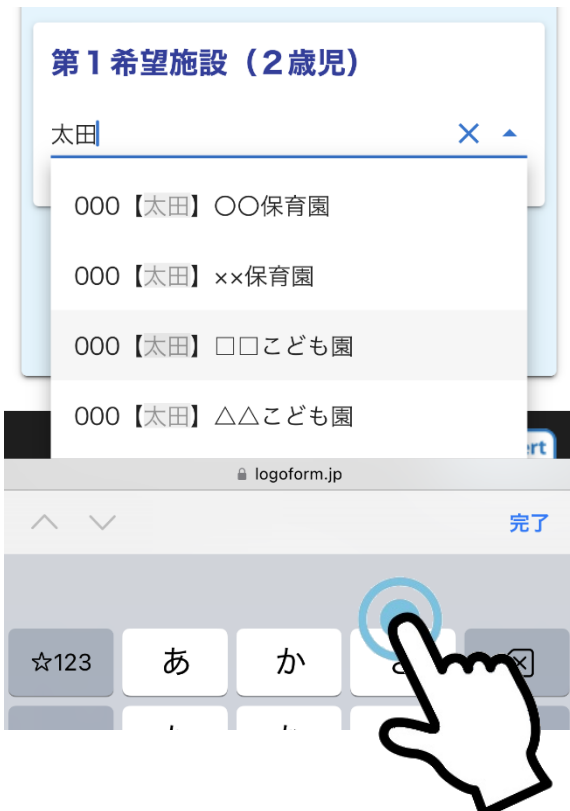 第1希望施設（２歳児）
太田
000【太田】〇〇保育園
000【太田】××保育園
000【太田】□□こども園
000【太田】△△こども園
logoform.jp
完了
☆123
あ
か